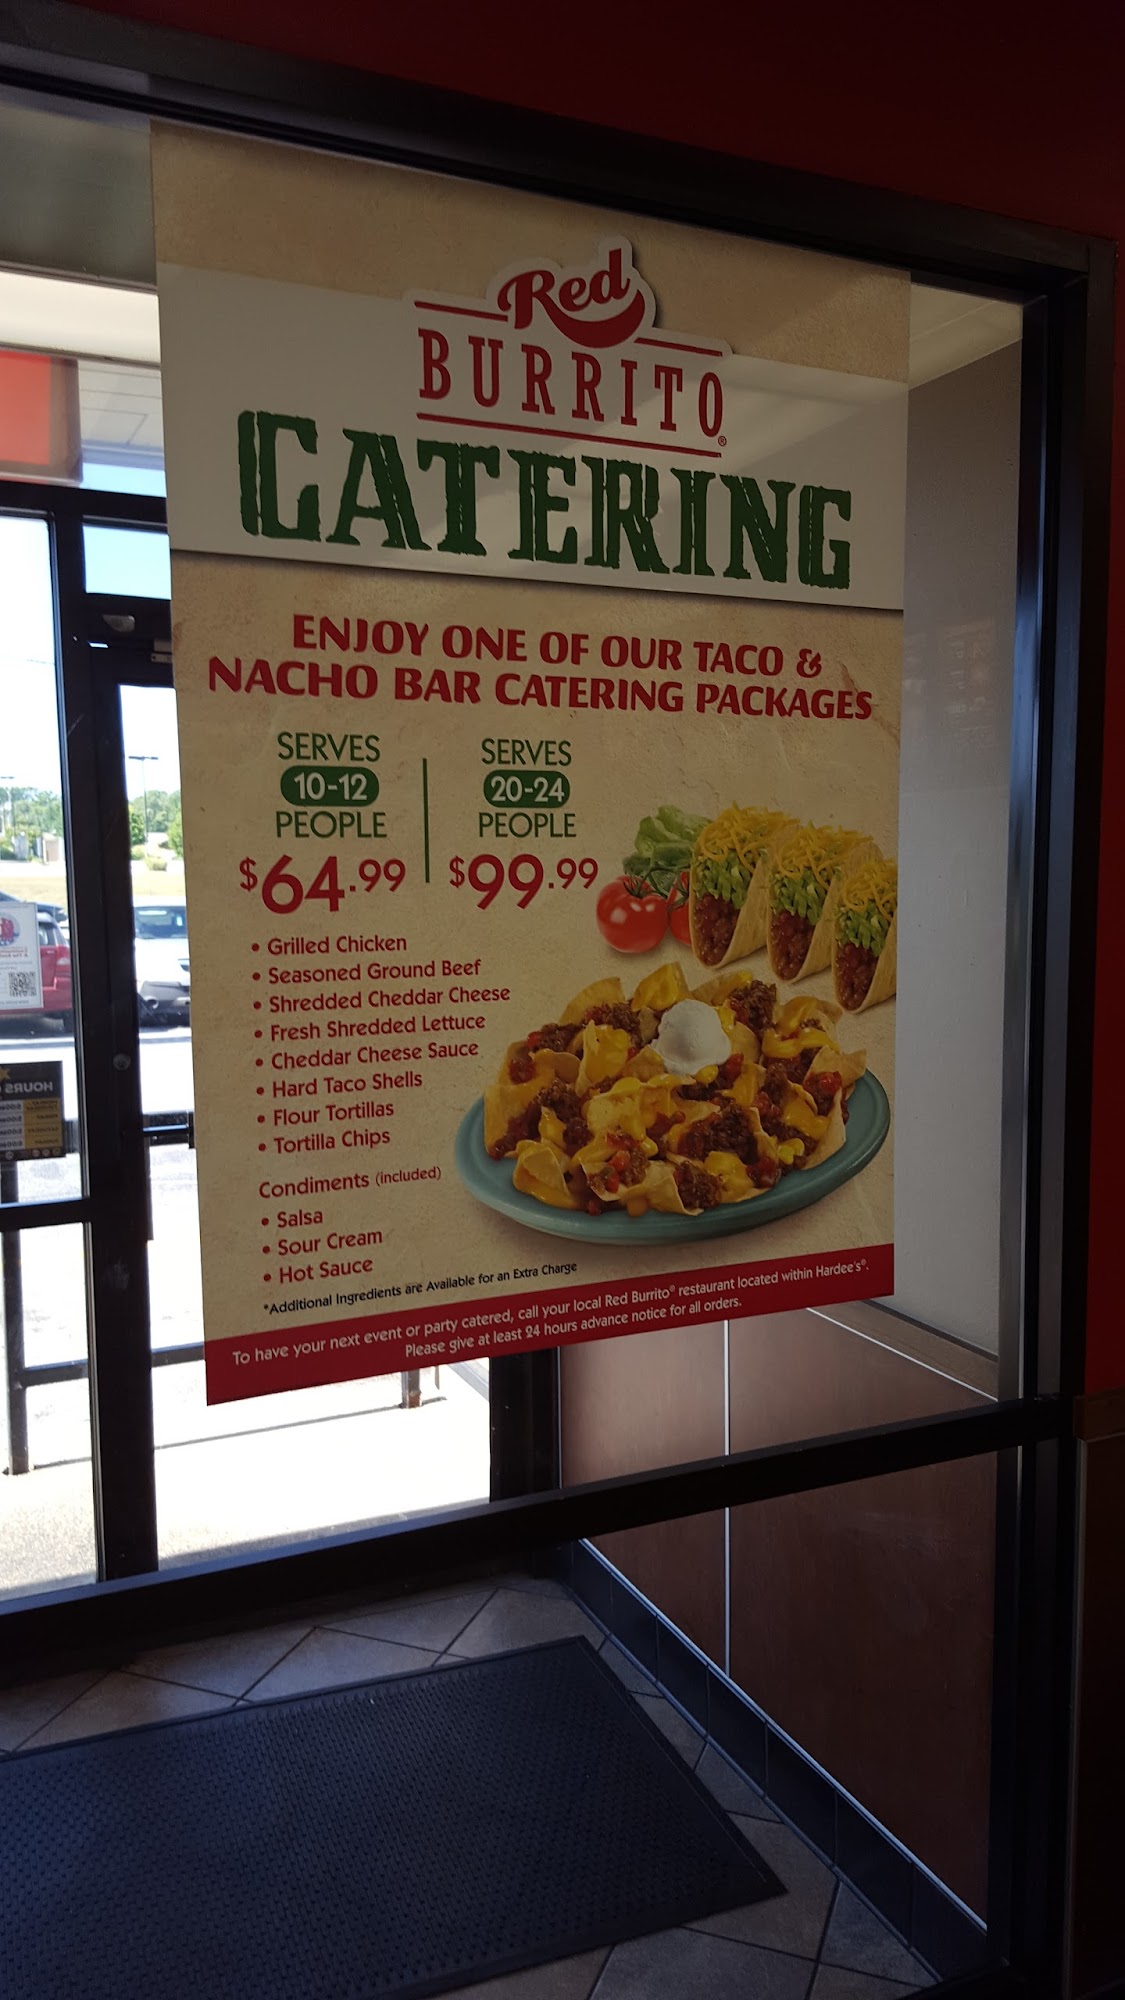 Red
BURRITO®
CATERING
ENJOY ONE OF OUR TACO &
NACHO BAR CATERING PACKAGES
SERVES
10-12
PEOPLE
$64.99
SERVES
20-24
PEOPLE
$99.99
• Grilled Chicken
• Seasoned Ground Beef
• Shredded Cheddar Cheese
• Fresh Shredded Lettuce
• Cheddar Cheese Sauce
• Hard Taco Shells
• Flour Tortillas
• Tortilla Chips
Condiments (included)
• Salsa
• Sour Cream
• Hot Sauce
*Additional Ingredients are Available for an Extra Charge
To have your next event or party catered, call your local Red Burrito® restaurant located within Hardee's®.
Please give at least 24 hours advance notice for all orders.
HOURS